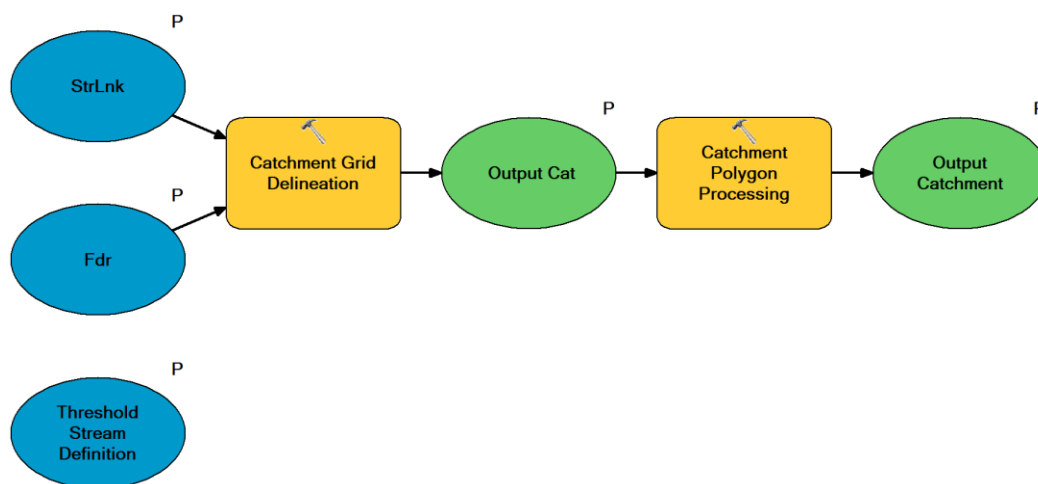 P
StrLnk
P
Catchment Grid
Delineation
P
Output Cat
Catchment
Polygon
Processing
P
Output
Catchment
P
Fdr
P
Threshold
Stream
Definition